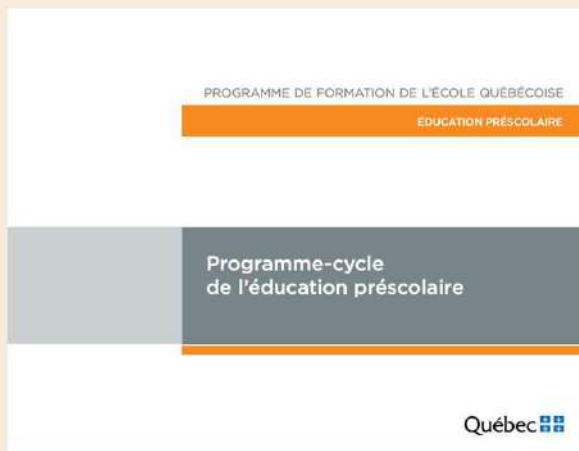 PROGRAMME DE FORMATION DE L'ÉCOLE QUÉBÉCOISE
ÉDUCATION PRÉSCOLAIRE
Programme-cycle
de l'éducation préscolaire
Québec